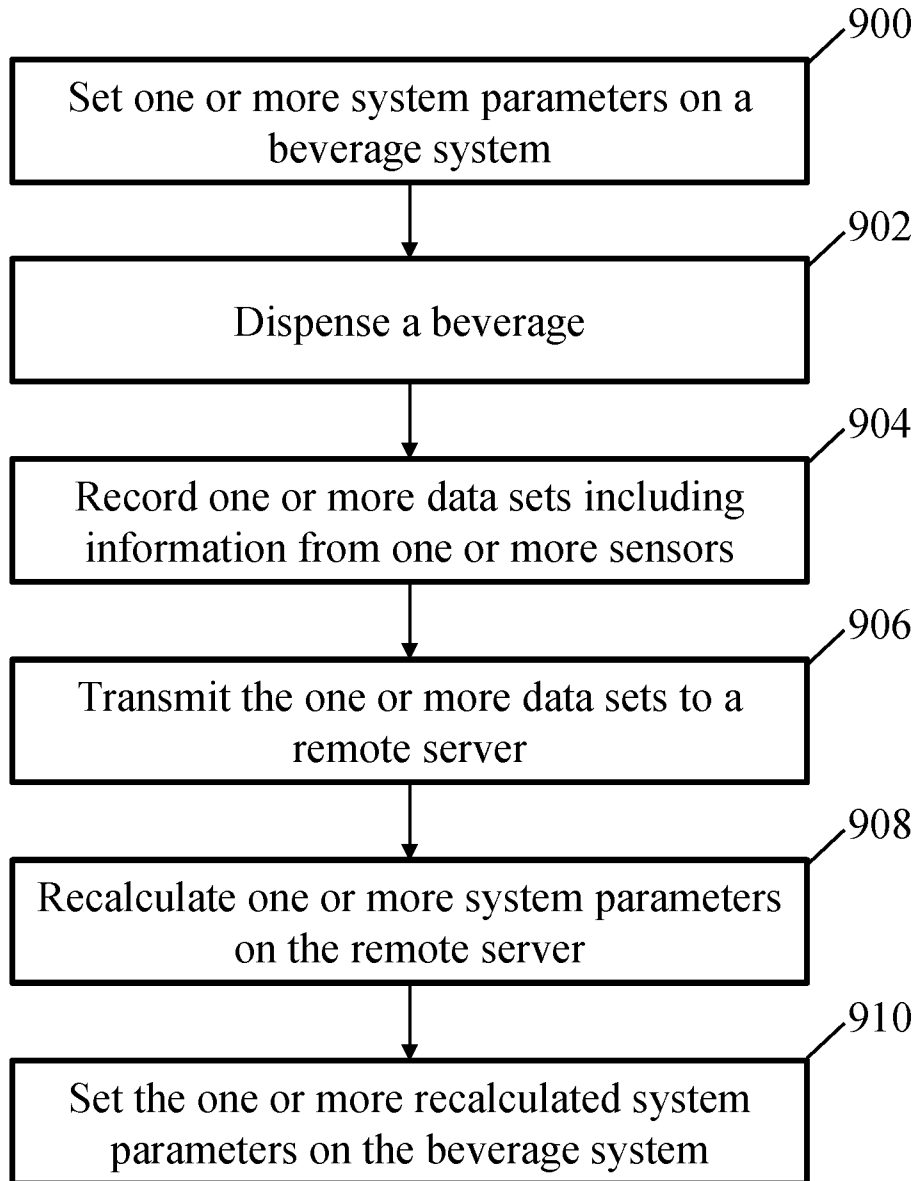 900
Set one or more system parameters on a
beverage system
902
Dispense a beverage
904
Record one or more data sets including
information from one or more sensors
906
Transmit the one or more data sets to a
remote server
908
Recalculate one or more system parameters
on the remote server
910
Set the one or more recalculated system
parameters on the beverage system